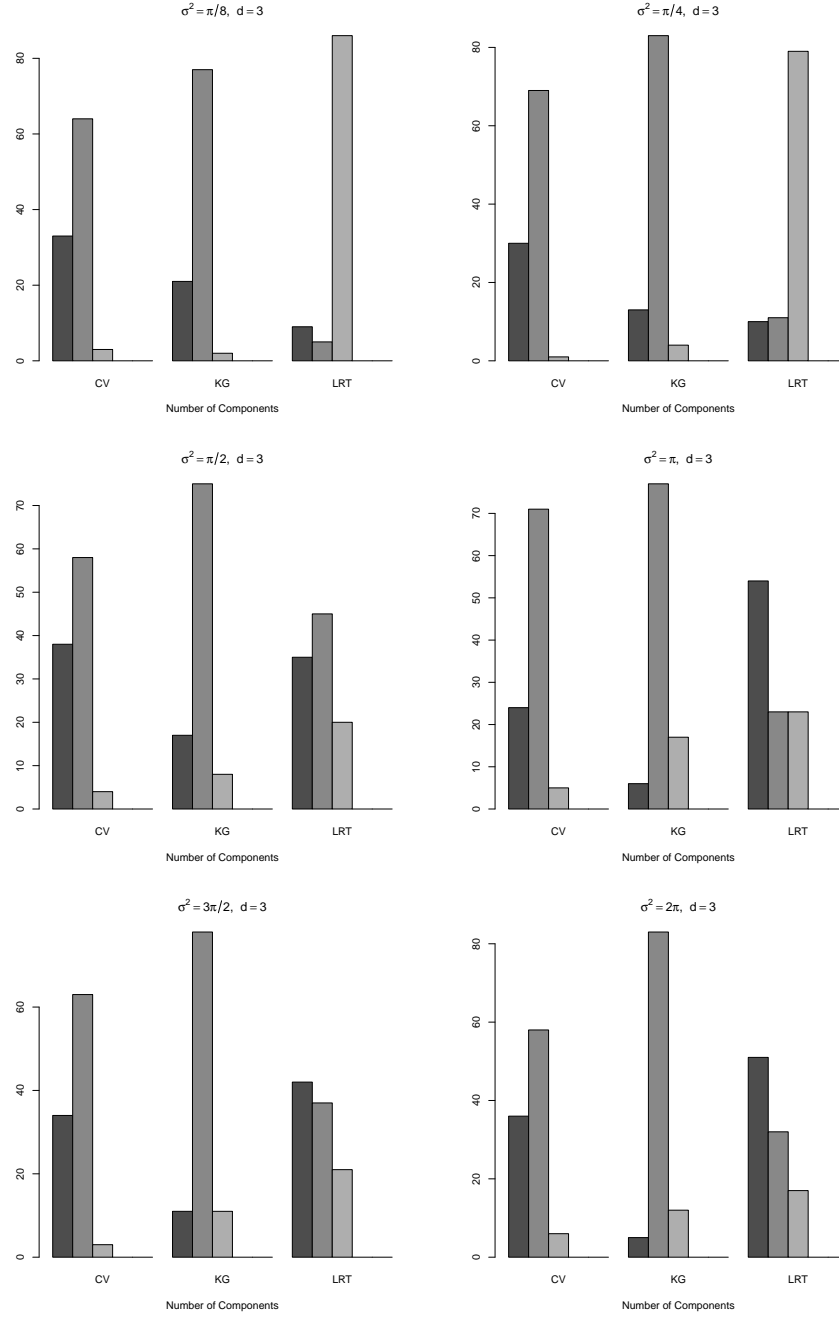 σ² = π/8, d = 3
0 20 40 60 80
CV KG LRT
Number of Components
σ² = π/4, d = 3
0 20 40 60 80
CV KG LRT
Number of Components
σ² = π/2, d = 3
0 10 20 30 40 50 60 70
CV KG LRT
Number of Components
σ² = π, d = 3
0 10 20 30 40 50 60 70
CV KG LRT
Number of Components
σ² = 3π/2, d = 3
0 20 40 60
CV KG LRT
Number of Components
σ² = 2π, d = 3
0 20 40 60 80
CV KG LRT
Number of Components